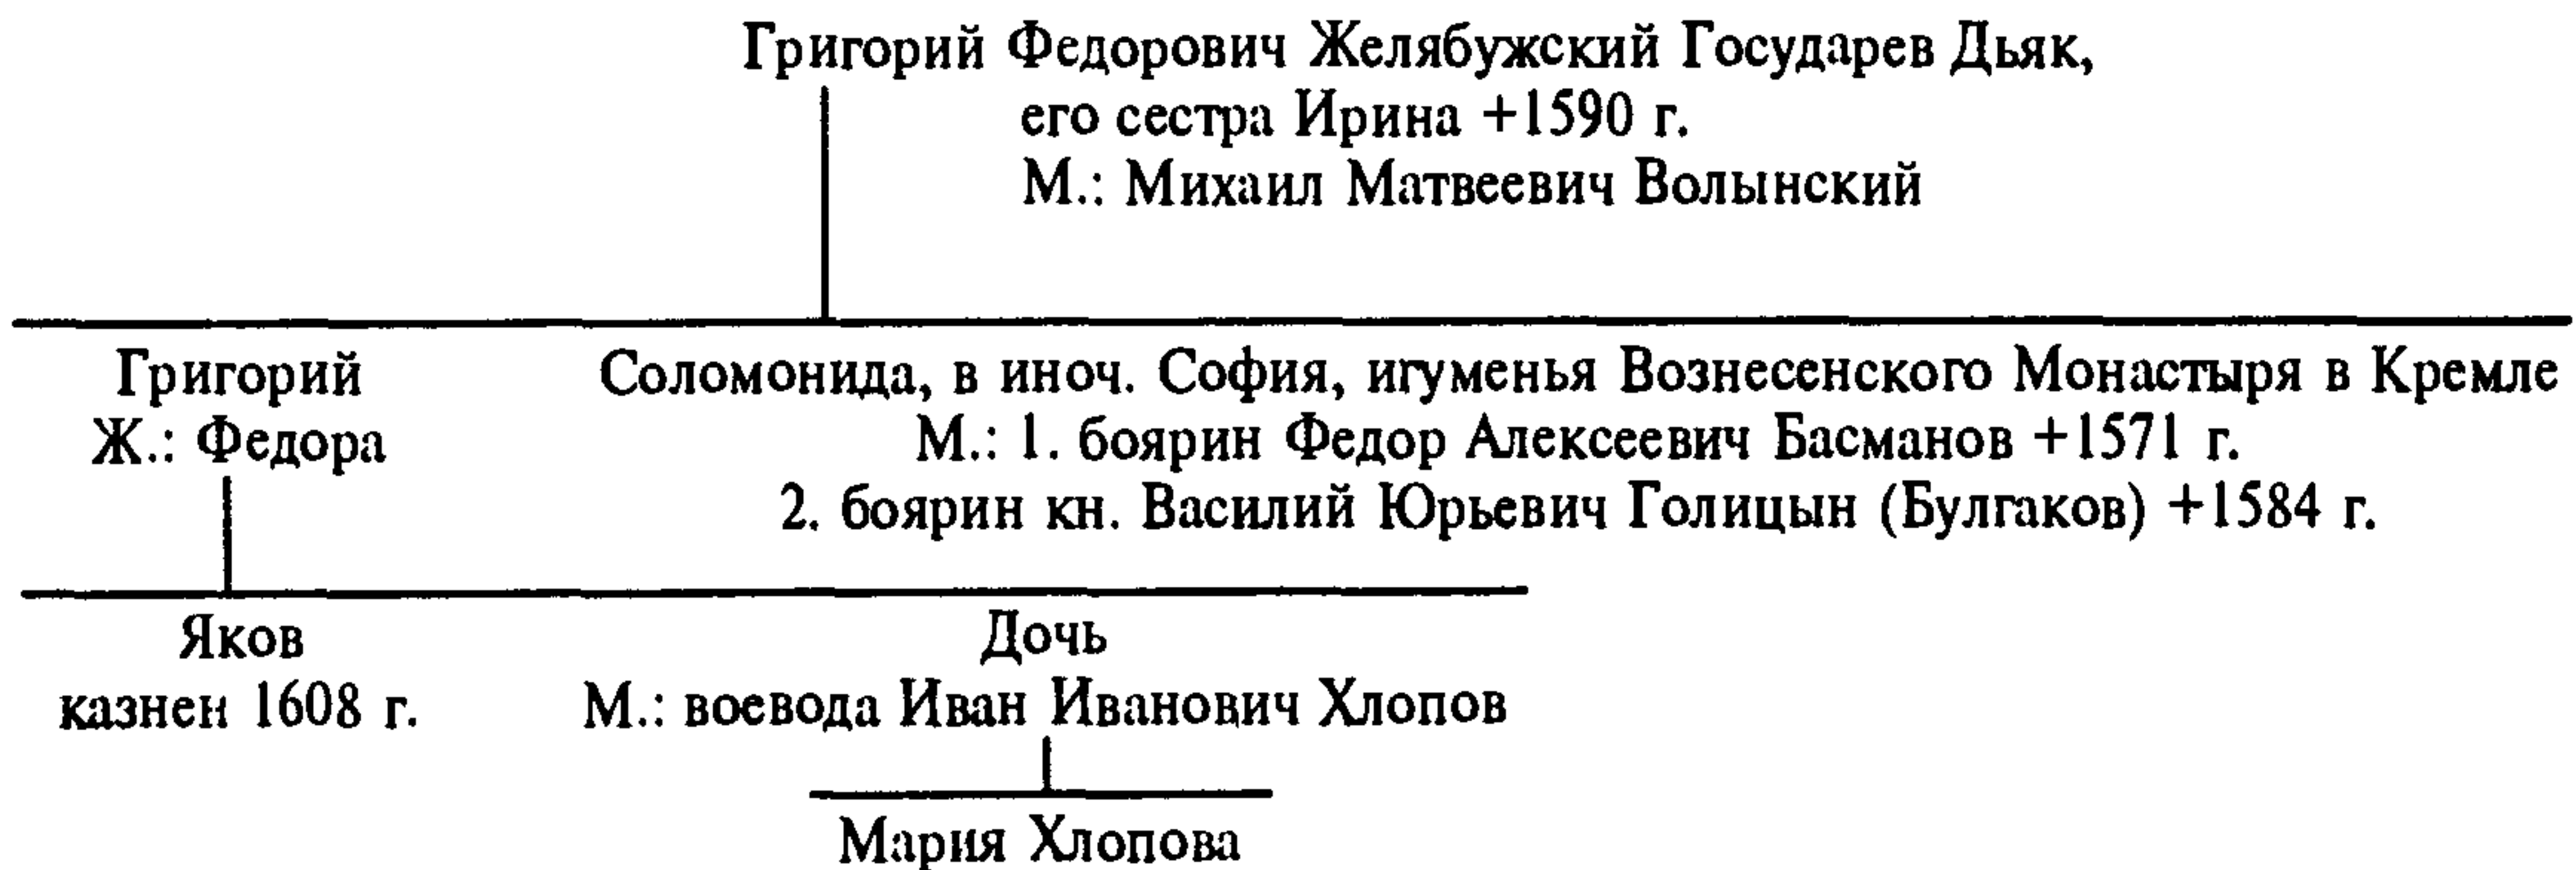 Григорий Федорович Желябужский Государев Дьяк,
его сестра Ирина +1590 г.
М.: Михаил Матвеевич Волынский
Григорий Соломонида, в иноч. София, игуменья Вознесенского Монастыря в Кремле
Ж.: Федора М.: 1. боярин Федор Алексеевич Басманов +1571 г.
2. боярин кн. Василий Юрьевич Голицын (Булгаков) +1584 г.
Яков Дочь
казнен 1608 г. М.: воевода Иван Иванович Хлопов
Мария Хлопова